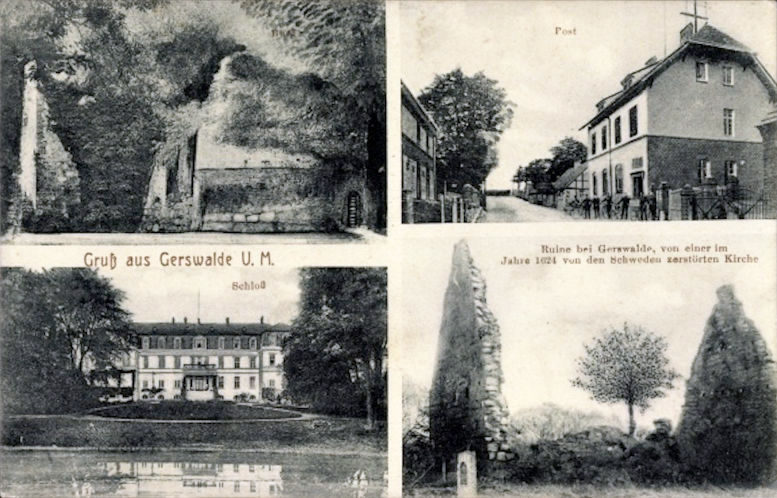 Post
Gruß aus Gerswalde U. M.
Schloß
Ruine bei Gerswalde, von einer im
Jahre 1624 von den Schweden zerstörten Kirche